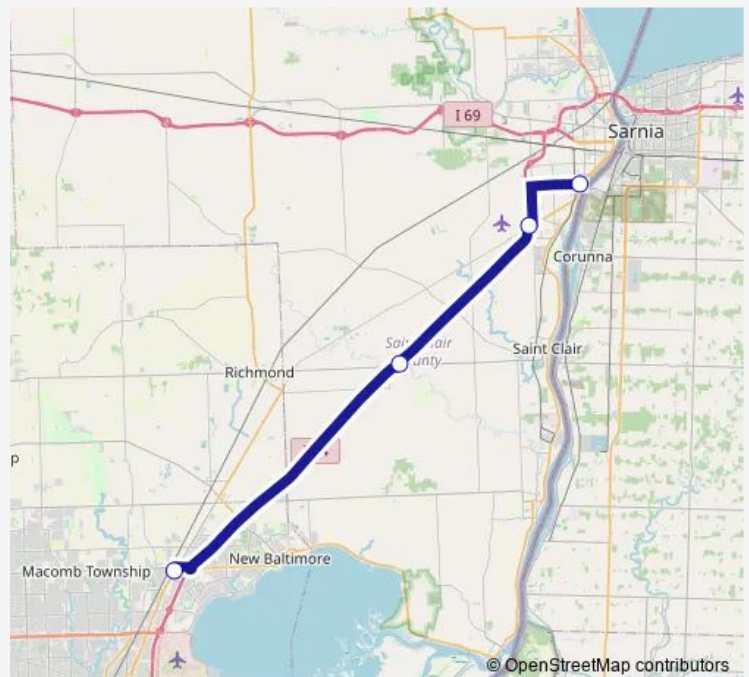 I 69
Sarnia
Corunna
Saint Clair
Richmond
p
New Baltimore
Macomb Township
© OpenStreetMap contributors